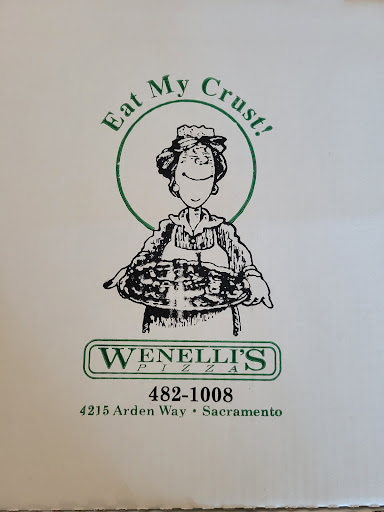 Eat My Crust!
WENELLI'S
PIZZA
482-1008
4215 Arden Way • Sacramento